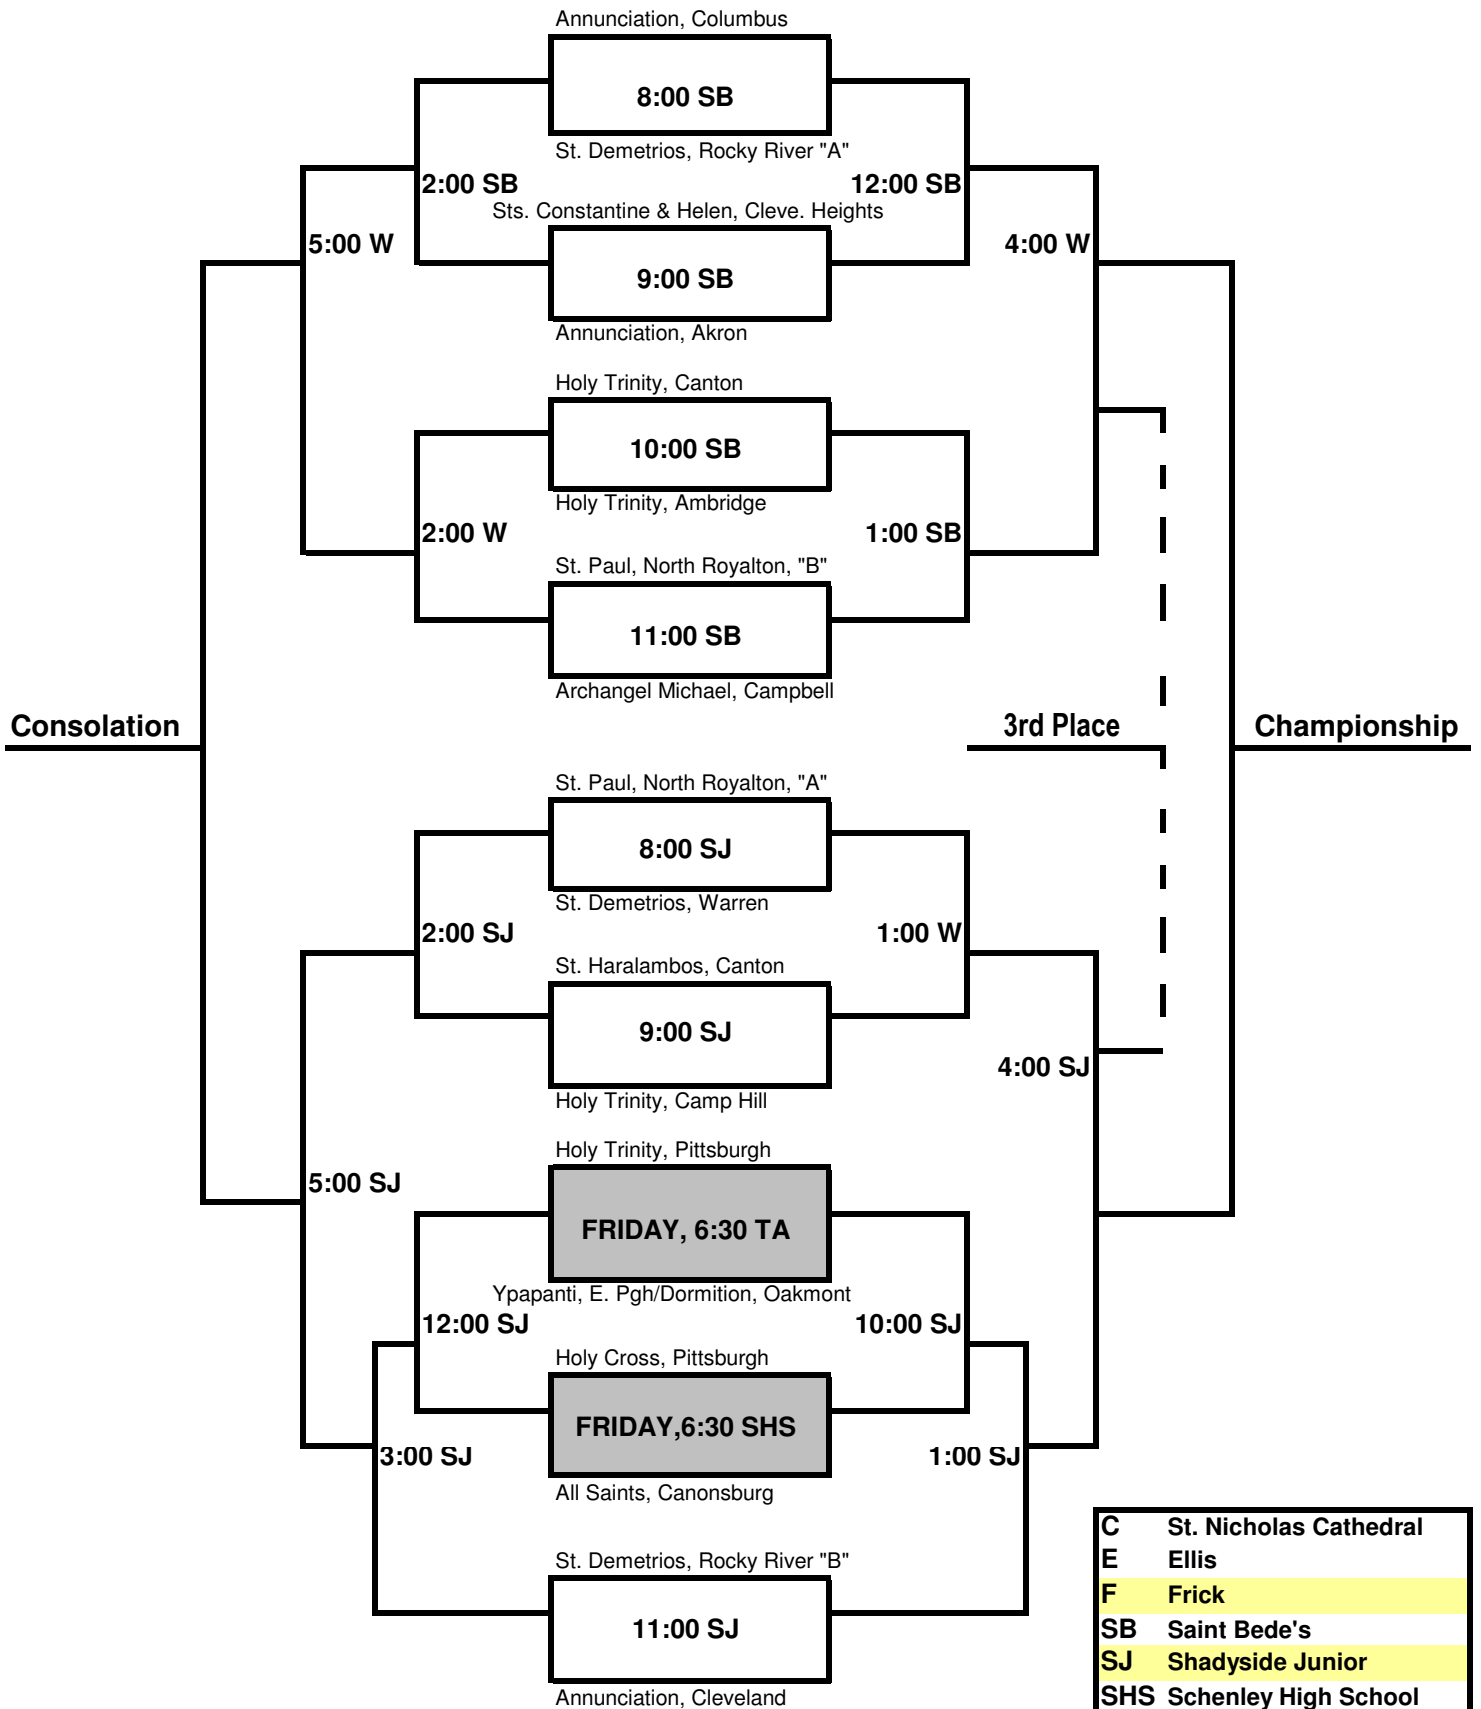 Annunciation, Columbus
8:00 SB
St. Demetrios, Rocky River "A"
2:00 SB
12:00 SB
Sts. Constantine & Helen, Cleve. Heights
5:00 W
4:00 W
9:00 SB
Annunciation, Akron
Holy Trinity, Canton
10:00 SB
Holy Trinity, Ambridge
2:00 W
1:00 SB
St. Paul, North Royalton, "B"
11:00 SB
Archangel Michael, Campbell
Consolation
3rd Place
Championship
St. Paul, North Royalton, "A"
8:00 SJ
St. Demetrios, Warren
2:00 SJ
1:00 W
St. Haralambos, Canton
9:00 SJ
4:00 SJ
Holy Trinity, Camp Hill
Holy Trinity, Pittsburgh
5:00 SJ
FRIDAY, 6:30 TA
Ypapanti, E. Pgh/Dormition, Oakmont
12:00 SJ
10:00 SJ
Holy Cross, Pittsburgh
FRIDAY,6:30 SHS
3:00 SJ
1:00 SJ
All Saints, Canonsburg
St. Demetrios, Rocky River "B"
11:00 SJ
Annunciation, Cleveland
C St. Nicholas Cathedral
E Ellis
F Frick
SB Saint Bede's
SJ Shadyside Junior
SHS Schenley High School